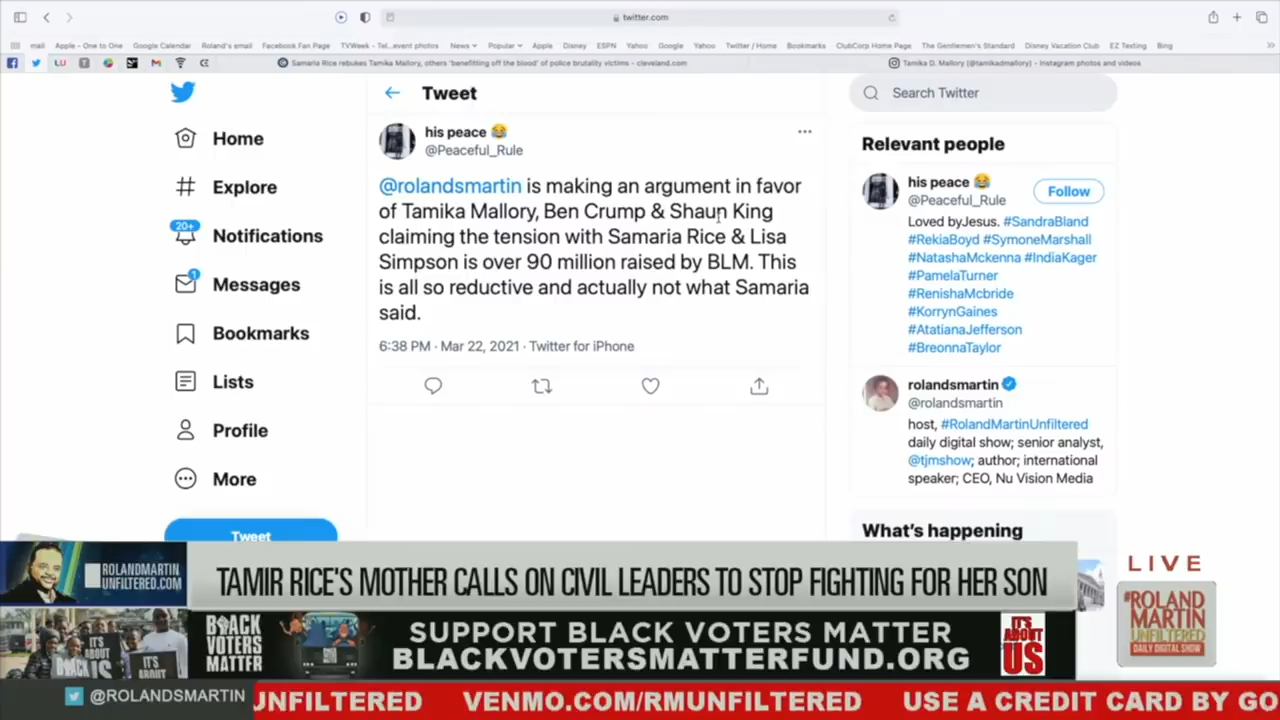 twitter.com
mail Apple - One to One Google Calendar Roland's email Facebook Fan Page TVWeek - Tel...event photos News Popular Apple Disney ESPN Yahoo Google Yahoo Twitter / Home Bookmarks ClubCorp Home Page The Gentlemen's Standard Disney Vacation Club EZ Texting Bing
Samaria Rice rebukes Tamika Mallory, others 'benefitting off the blood' of police brutality victims - cleveland.com
Tamika D. Mallory (@tamikadmallory) • Instagram photos and videos
Home
Explore
20+
Notifications
1
Messages
Bookmarks
Lists
Profile
More
Tweet
Tweet
his peace 😂
@Peaceful_Rule
@rolandsmartin is making an argument in favor
of Tamika Mallory, Ben Crump & Shaun King
claiming the tension with Samaria Rice & Lisa
Simpson is over 90 million raised by BLM. This
is all so reductive and actually not what Samaria
said.
6:38 PM · Mar 22, 2021 · Twitter for iPhone
Search Twitter
Relevant people
his peace 😂
@Peaceful_Rule
Follow
Loved byJesus. #SandraBland
#RekiaBoyd #SymoneMarshall
#NatashaMckenna #IndiaKager
#PamelaTurner
#RenishaMcbride
#KorrynGaines
#AtatianaJefferson
#BreonnaTaylor
rolandsmartin
@rolandsmartin
host, #RolandMartinUnfiltered
daily digital show; senior analyst,
@tjmshow; author; international
speaker; CEO, Nu Vision Media
What's happening
ROLANDMARTIN
UNFILTERED.COM
TAMIR RICE'S MOTHER CALLS ON CIVIL LEADERS TO STOP FIGHTING FOR HER SON
LIVE
#ROLAND
MARTIN
UNFILTERED
DAILY DIGITAL SHOW
IT'S
ABOUT
US
IT'S
ABOUT
BLACK
VOTERS
MATTER
SUPPORT BLACK VOTERS MATTER
BLACKVOTERSMATTERFUND.ORG
IT'S
ABOUT
US
@ROLANDSMARTIN
UNFILTERED VENMO.COM/RMUNFILTERED USE A CREDIT CARD BY GO